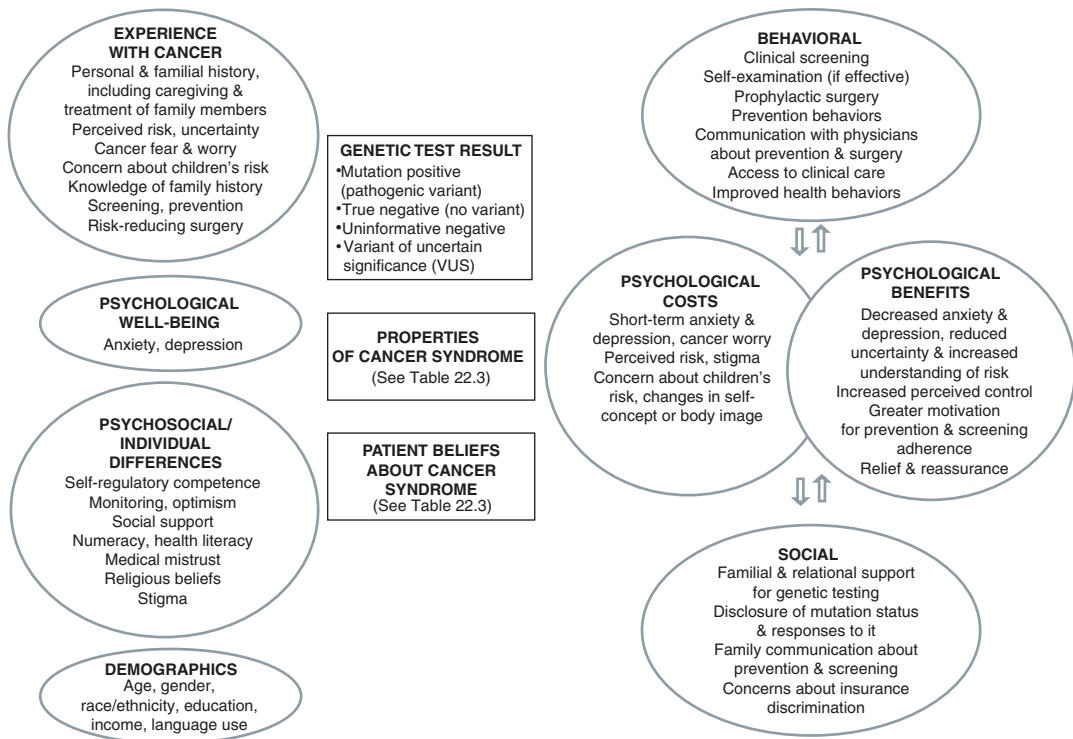 EXPERIENCE
WITH CANCER
Personal & familial history,
including caregiving &
treatment of family members
Perceived risk, uncertainty
Cancer fear & worry
Concern about children's risk
Knowledge of family history
Screening, prevention
Risk-reducing surgery
PSYCHOLOGICAL
WELL-BEING
Anxiety, depression
PSYCHOSOCIAL/
INDIVIDUAL
DIFFERENCES
Self-regulatory competence
Monitoring, optimism
Social support
Numeracy, health literacy
Medical mistrust
Religious beliefs
Stigma
DEMOGRAPHICS
Age, gender,
race/ethnicity, education,
income, language use
GENETIC TEST RESULT
•Mutation positive
(pathogenic variant)
•True negative (no variant)
•Uninformative negative
•Variant of uncertain
significance (VUS)
PROPERTIES
OF CANCER SYNDROME
(See Table 22.3)
PATIENT BELIEFS
ABOUT CANCER
SYNDROME
(See Table 22.3)
BEHAVIORAL
Clinical screening
Self-examination (if effective)
Prophylactic surgery
Prevention behaviors
Communication with physicians
about prevention & surgery
Access to clinical care
Improved health behaviors
PSYCHOLOGICAL
COSTS
Short-term anxiety &
depression, cancer worry
Perceived risk, stigma
Concern about children's
risk, changes in self-
concept or body image
PSYCHOLOGICAL
BENEFITS
Decreased anxiety &
depression, reduced
uncertainty & increased
understanding of risk
Increased perceived control
Greater motivation
for prevention & screening
adherence
Relief & reassurance
SOCIAL
Familial & relational support
for genetic testing
Disclosure of mutation status
& responses to it
Family communication about
prevention & screening
Concerns about insurance
discrimination